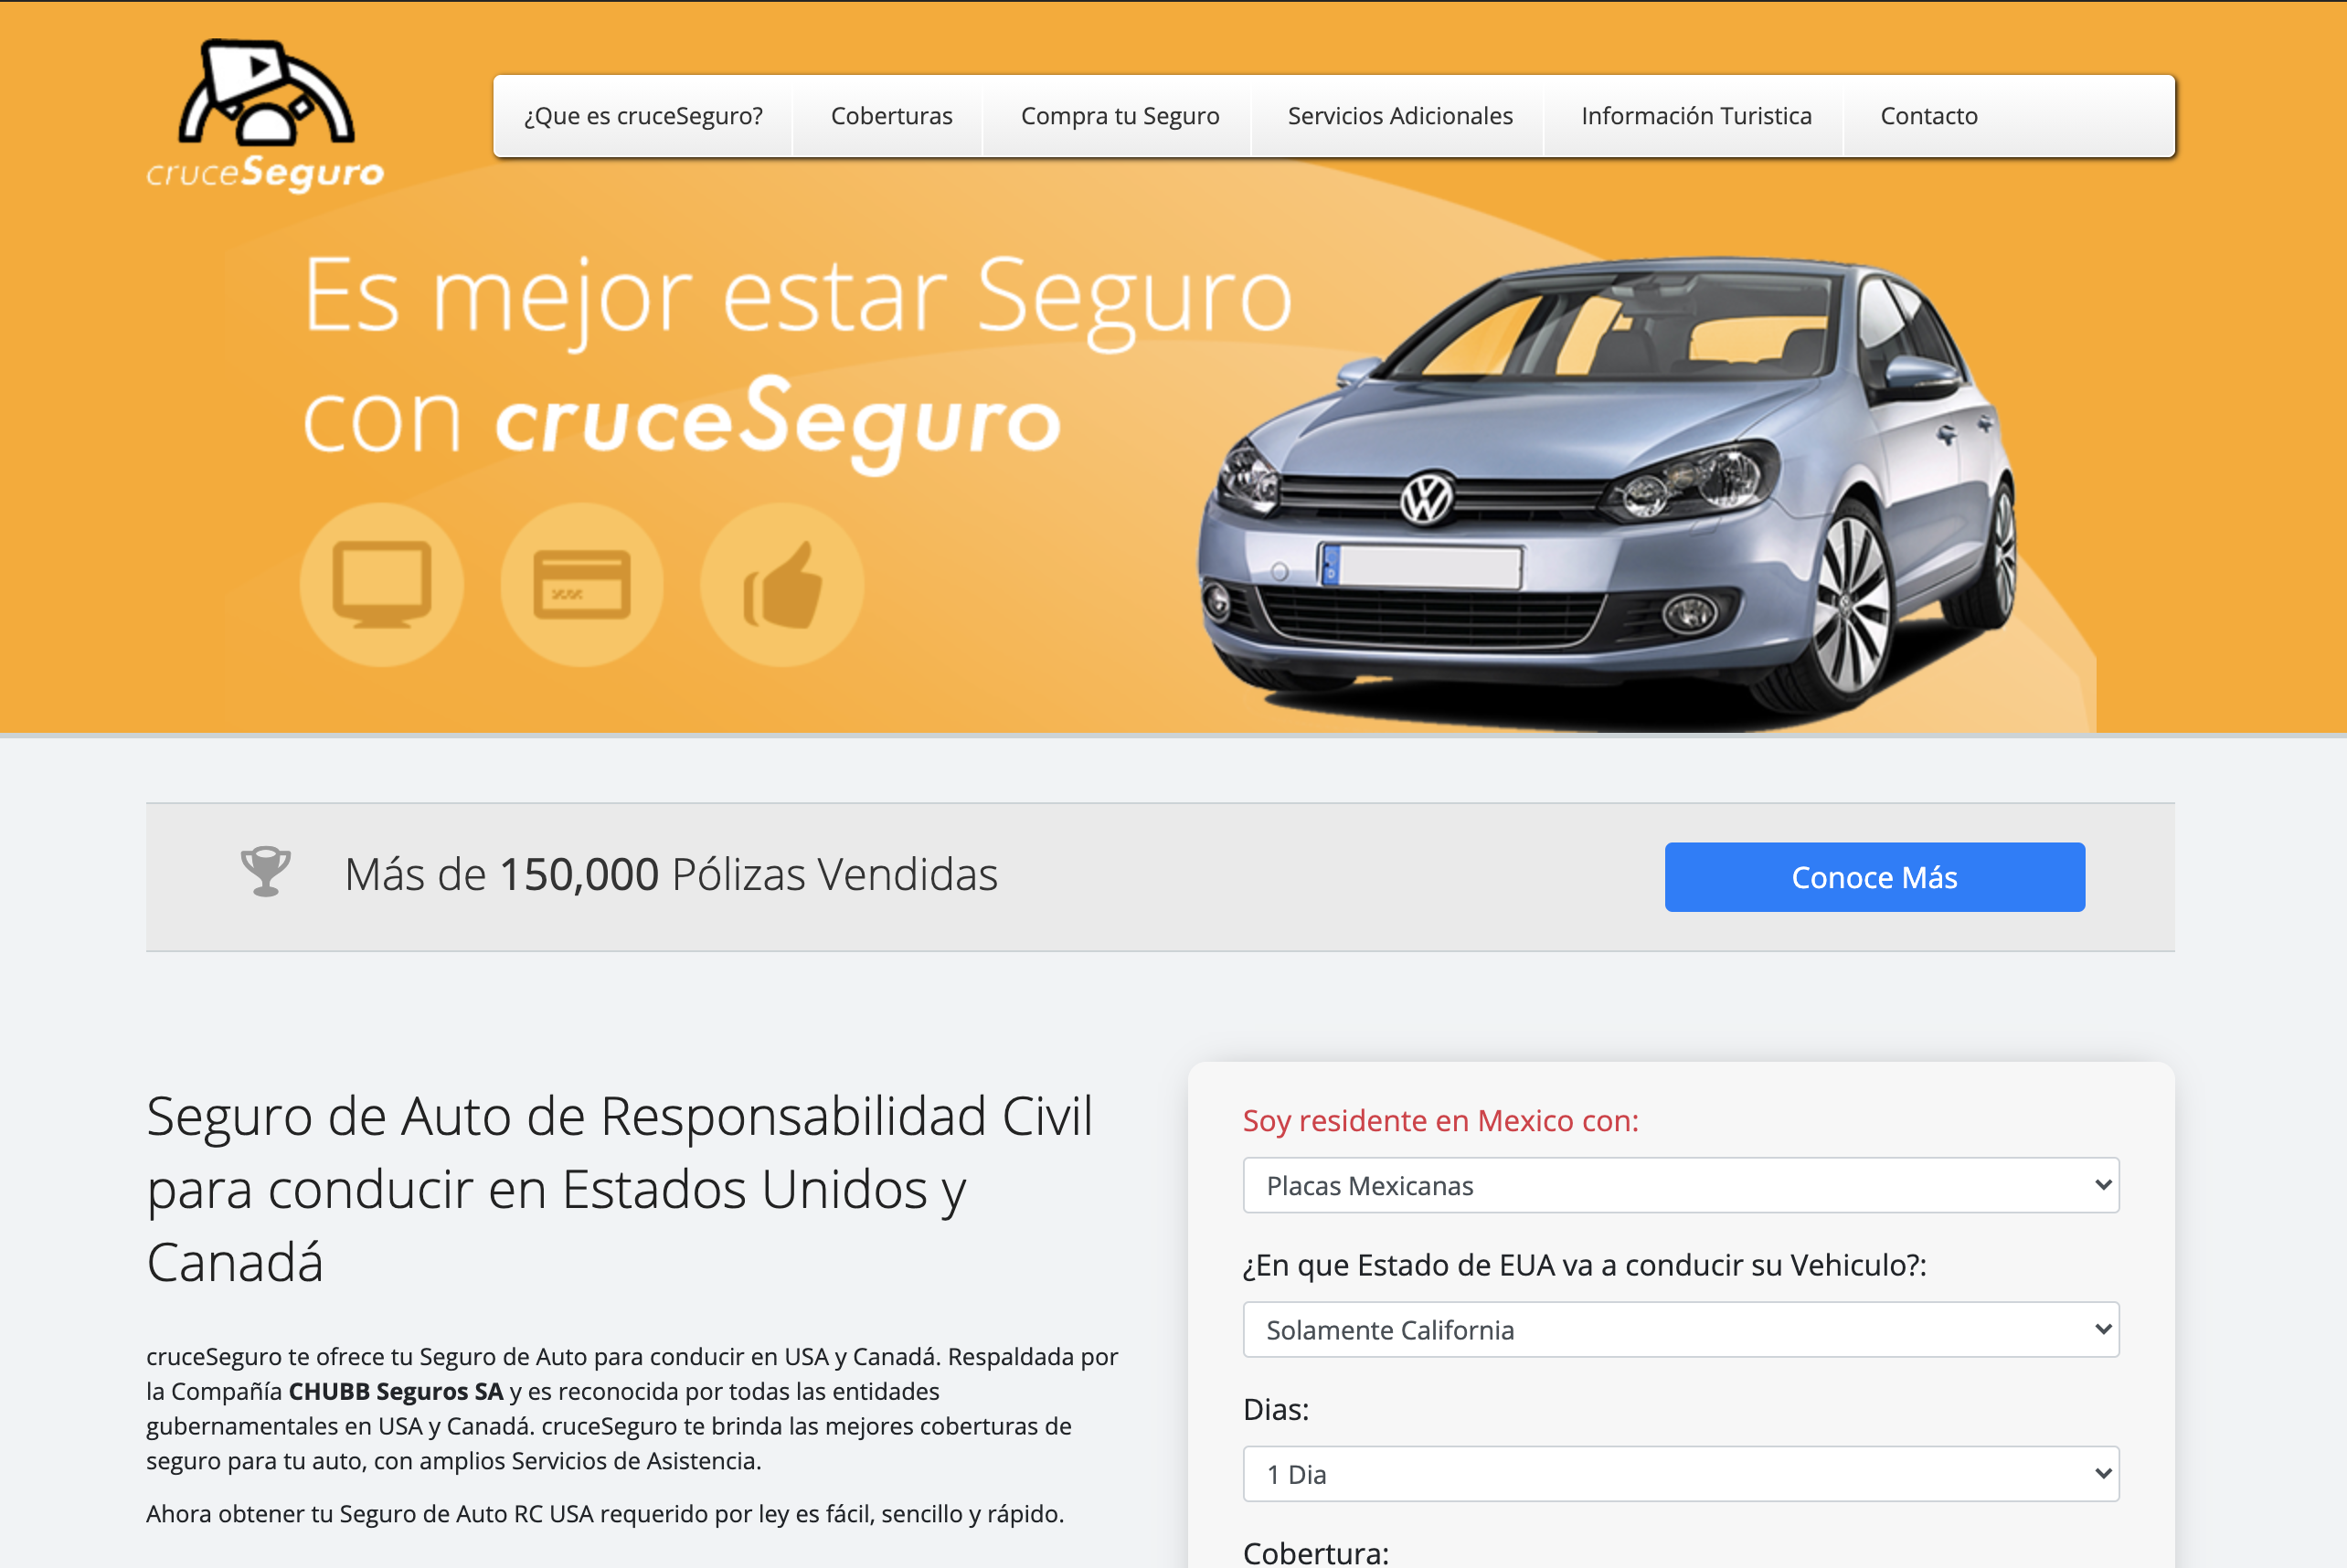 cruceSeguro
¿Que es cruceSeguro?
Coberturas
Compra tu Seguro
Servicios Adicionales
Información Turistica
Contacto
Es mejor estar Seguro
con cruceSeguro
Más de 150,000 Pólizas Vendidas
Conoce Más
Seguro de Auto de Responsabilidad Civil
para conducir en Estados Unidos y
Canadá
cruceSeguro te ofrece tu Seguro de Auto para conducir en USA y Canadá. Respaldada por
la Compañía CHUBB Seguros SA y es reconocida por todas las entidades
gubernamentales en USA y Canadá. cruceSeguro te brinda las mejores coberturas de
seguro para tu auto, con amplios Servicios de Asistencia.
Ahora obtener tu Seguro de Auto RC USA requerido por ley es fácil, sencillo y rápido.
Soy residente en Mexico con:
Placas Mexicanas
¿En que Estado de EUA va a conducir su Vehiculo?:
Solamente California
Dias:
1 Dia
Cobertura: